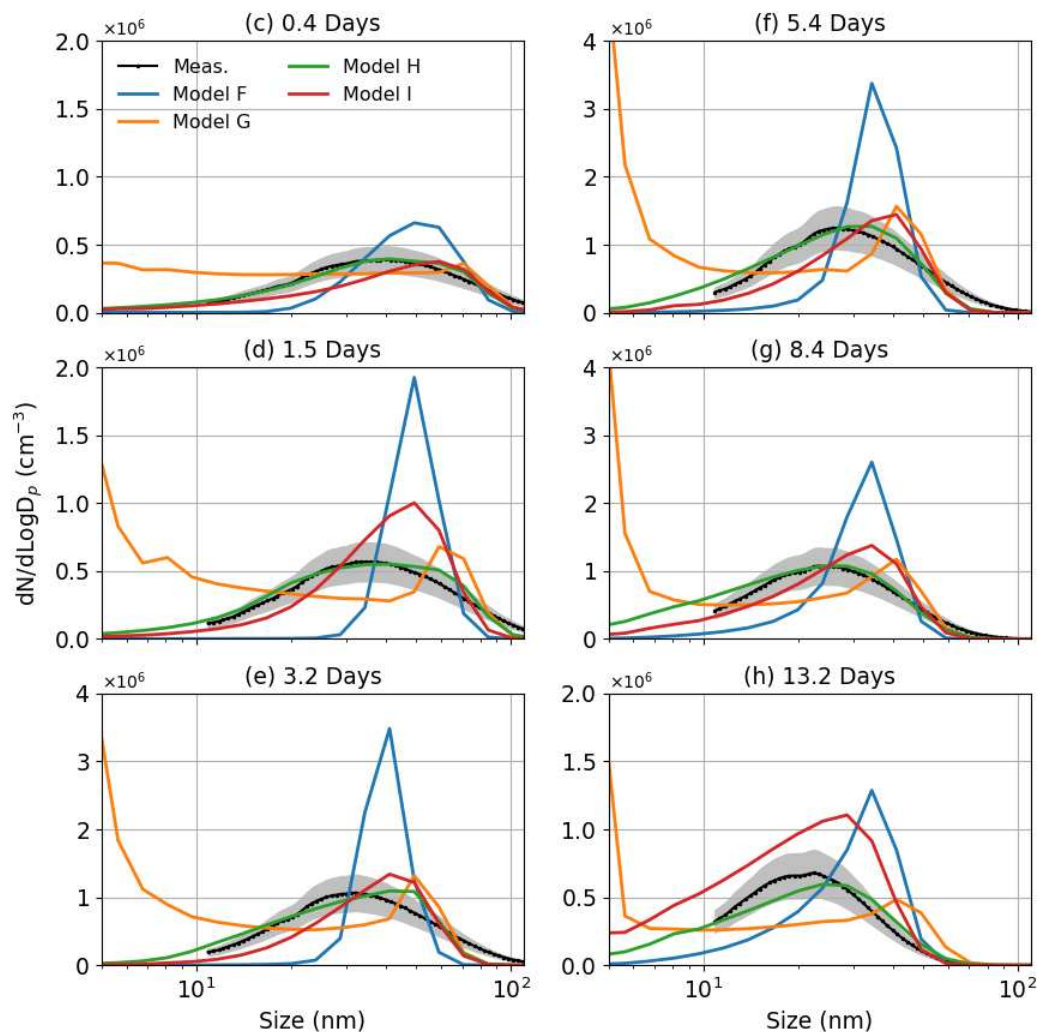 (c) 0.4 Days
×10⁶
2.0
1.5
1.0
0.5
0.0
Meas.
Model F
Model G
Model H
Model I
(f) 5.4 Days
×10⁶
4
3
2
1
0
(d) 1.5 Days
×10⁶
2.0
1.5
1.0
0.5
0.0
(g) 8.4 Days
×10⁶
4
3
2
1
0
dN/dLogDₚ (cm⁻³)
(e) 3.2 Days
×10⁶
4
3
2
1
0
10¹ 10²
Size (nm)
(h) 13.2 Days
×10⁶
2.0
1.5
1.0
0.5
0.0
10¹ 10²
Size (nm)